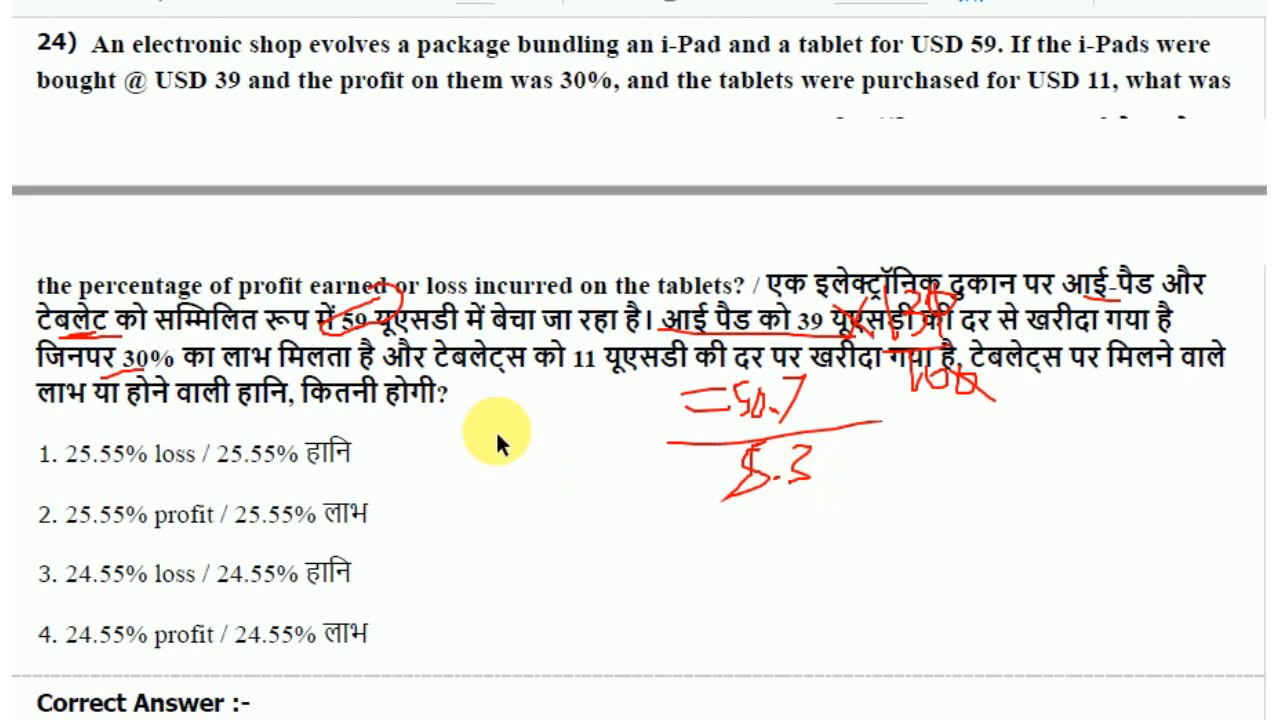 24) An electronic shop evolves a package bundling an i-Pad and a tablet for USD 59. If the i-Pads were
bought @ USD 39 and the profit on them was 30%, and the tablets were purchased for USD 11, what was
the percentage of profit earned or loss incurred on the tablets? / एक इलेक्ट्रॉनिक दुकान पर आई-पैड और
टेबलेट को सम्मिलित रूप में 59 यूएसडी में बेचा जा रहा है। आई पैड को 39 यूएसडी की दर से खरीदा गया है
जिनपर 30% का लाभ मिलता है और टेबलेट्स को 11 यूएसडी की दर पर खरीदा गया है, टेबलेट्स पर मिलने वाले
लाभ या होने वाली हानि, कितनी होगी?
×130
100
=50.7
8.3
1. 25.55% loss / 25.55% हानि
2. 25.55% profit / 25.55% लाभ
3. 24.55% loss / 24.55% हानि
4. 24.55% profit / 24.55% लाभ
Correct Answer :-